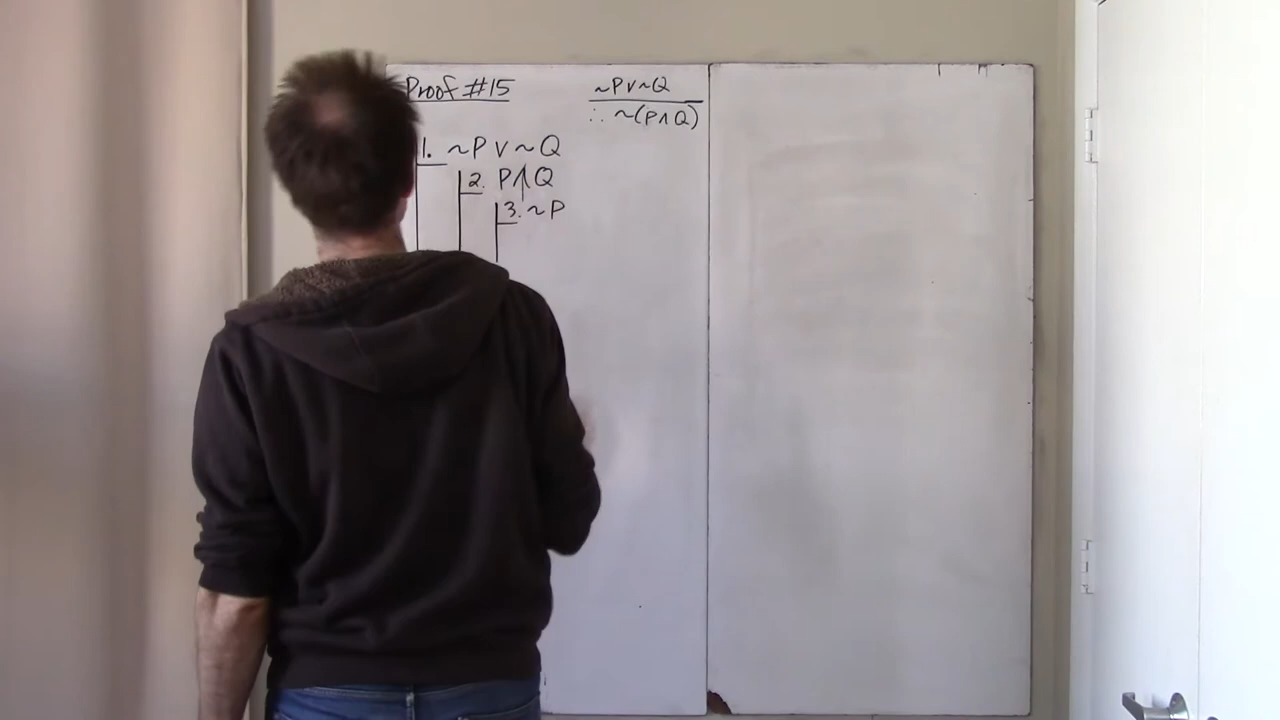 Proof #15
~P v ~Q
∴ ~(P ∧ Q)
1. ~P v ~Q
2. P ∧ Q
3. ~P